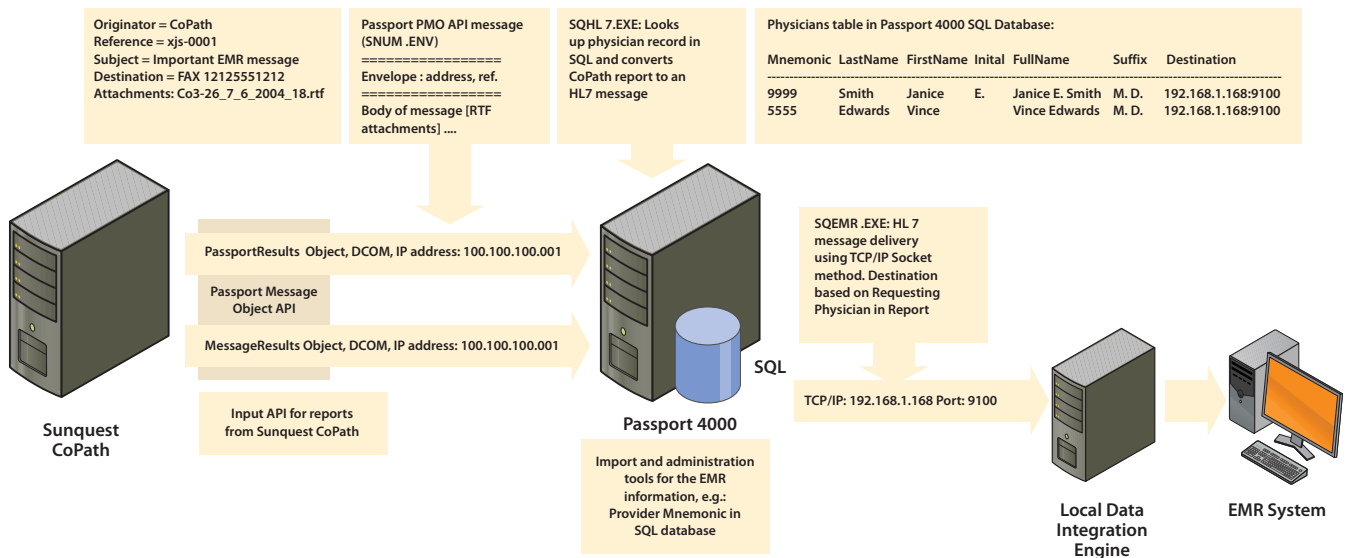 Originator = CoPath
Reference = xjs-0001
Subject = Important EMR message
Destination = FAX 12125551212
Attachments: Co3-26_7_6_2004_18.rtf
Passport PMO API message
(SNUM .ENV)
=================
Envelope : address, ref.
=================
Body of message [RTF
attachments] ....
SQHL 7.EXE: Looks
up physician record in
SQL and converts
CoPath report to an
HL7 message
Physicians table in Passport 4000 SQL Database:
Mnemonic LastName FirstName Inital FullName Suffix Destination
9999 Smith Janice E. Janice E. Smith M. D. 192.168.1.168:9100
5555 Edwards Vince Vince Edwards M. D. 192.168.1.168:9100
PassportResults Object, DCOM, IP address: 100.100.100.001
Passport Message
Object API
MessageResults Object, DCOM, IP address: 100.100.100.001
Input API for reports
from Sunquest CoPath
Sunquest
CoPath
SQL
Passport 4000
Import and administration
tools for the EMR
information, e.g.:
Provider Mnemonic in
SQL database
SQEMR .EXE: HL 7
message delivery
using TCP/IP Socket
method. Destination
based on Requesting
Physician in Report
TCP/IP: 192.168.1.168 Port: 9100
Local Data
Integration
Engine
EMR System